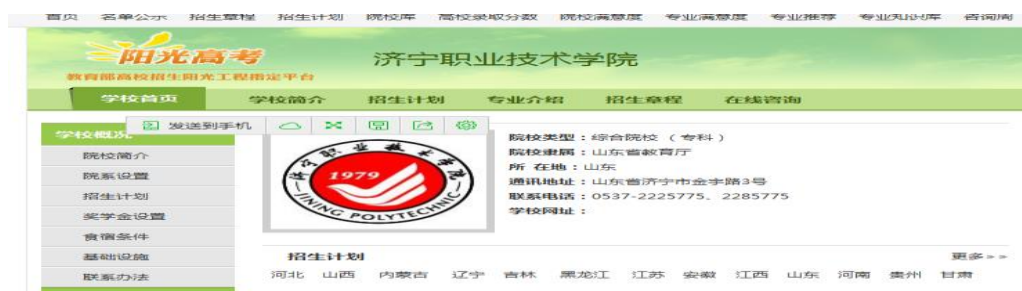 首页 名单公示 招生章程 招生计划 院校库 高校录取分数 院校满意度 专业满意度 专业推荐 专业知识库 咨询周
阳光高考
教育部高校招生阳光工程指定平台
济宁职业技术学院
学校首页 学校简介 招生计划 专业介绍 招生章程 在线咨询
学校概况
发送到手机
院校简介
院系设置
招生计划
奖学金设置
食宿条件
基础设施
联系办法
济宁职业技术学院
1979
JINING POLYTECHNIC
院校类型：综合院校（专科）
院校隶属：山东省教育厅
所 在地：山东
通讯地址：山东省济宁市金宇路3号
联系电话：0537-2225775、2285775
学校网址：
招生计划 更多>>
河北 山西 内蒙古 辽宁 吉林 黑龙江 江苏 安徽 江西 山东 河南 贵州 甘肃